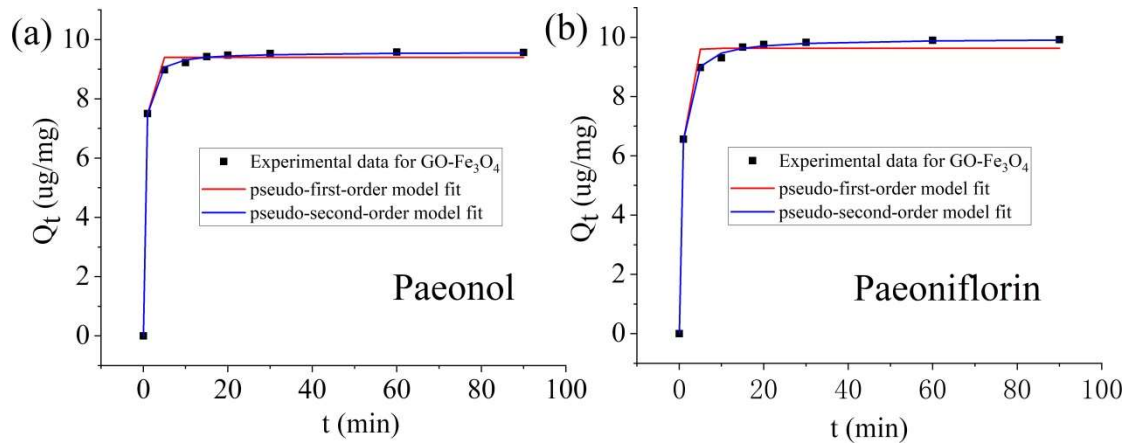 (a)
10
8
6
4
2
0
Qt (ug/mg)
Experimental data for GO-Fe3O4
pseudo-first-order model fit
pseudo-second-order model fit
Paeonol
0 20 40 60 80 100
t (min)
(b)
10
8
6
4
2
0
Qt (ug/mg)
Experimental data for GO-Fe3O4
pseudo-first-order model fit
pseudo-second-order model fit
Paeoniflorin
0 20 40 60 80 100
t (min)